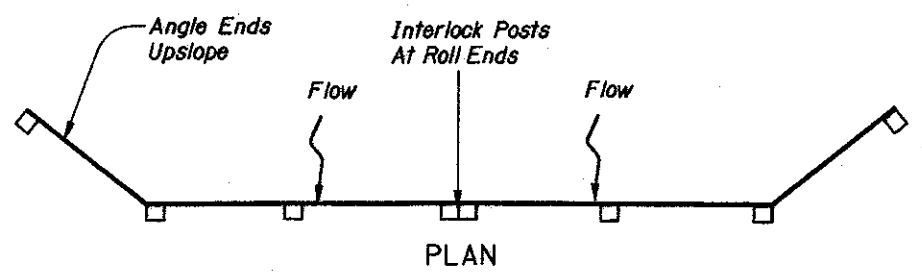 Angle Ends
Upslope
Interlock Posts
At Roll Ends
Flow
Flow
PLAN